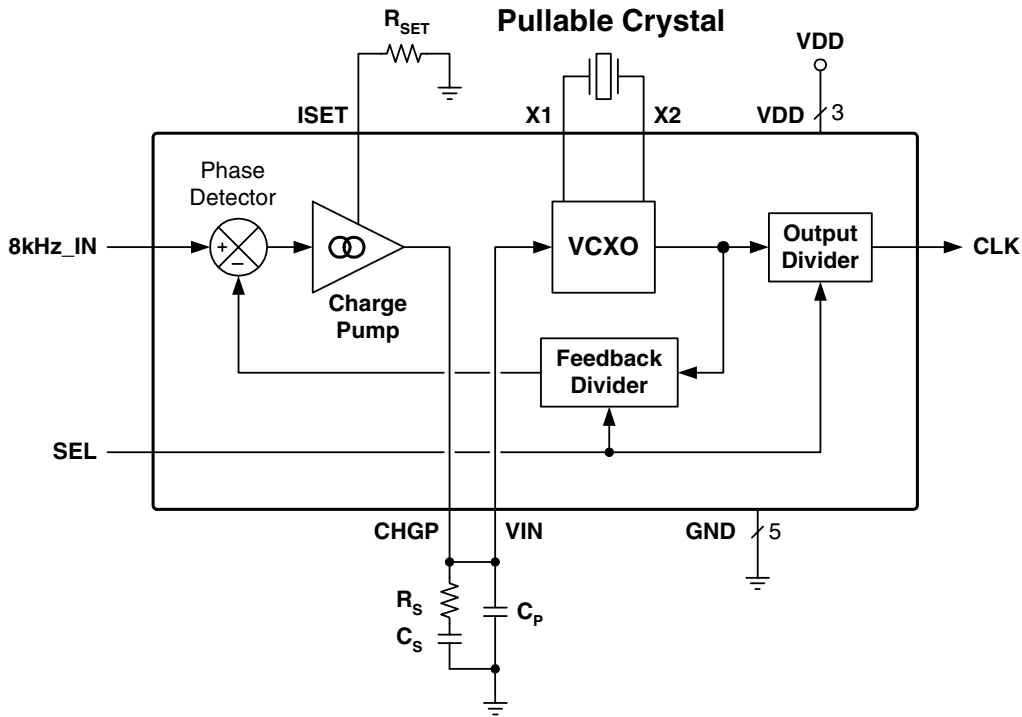 Pullable Crystal
RSET
VDD
ISET
X1
X2
VDD
3
Phase
Detector
+
−
8kHz_IN
VCXO
Output
Divider
CLK
Charge
Pump
Feedback
Divider
SEL
CHGP
VIN
GND
5
RS
CP
CS